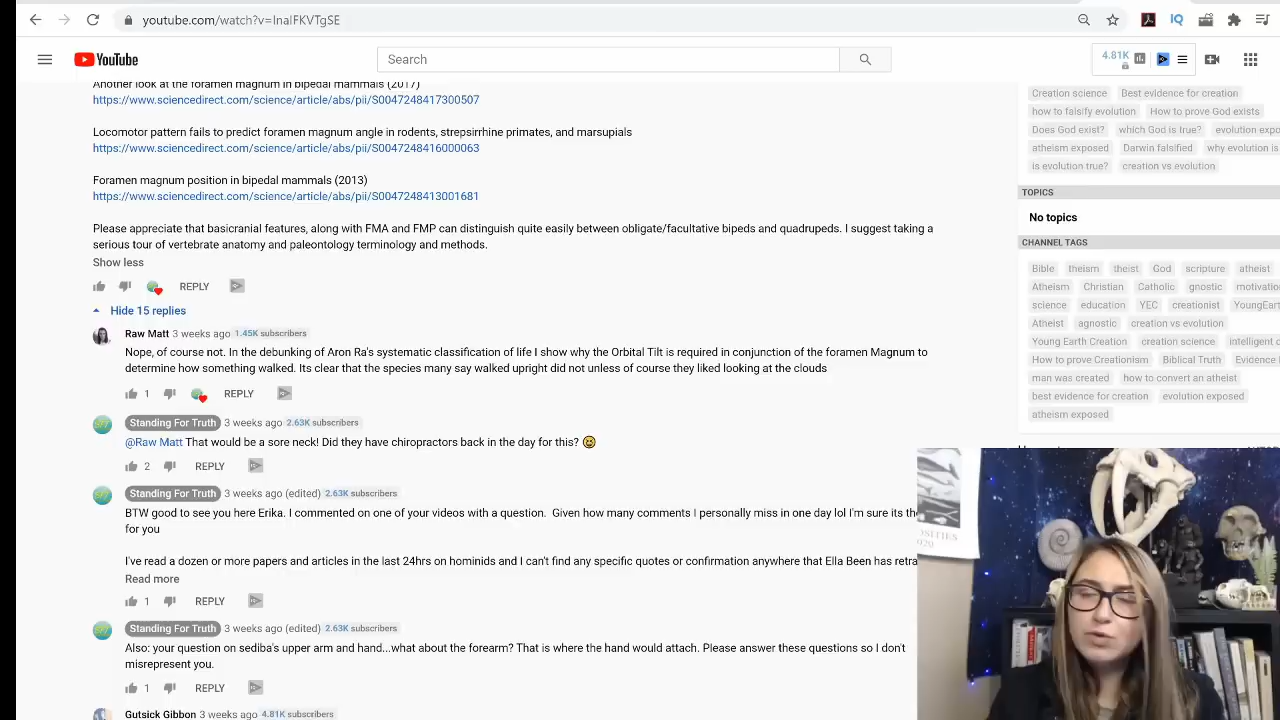 youtube.com/watch?v=InalFKVTgSE
YouTube
Search
4.81K
Another look at the foramen magnum in bipedal mammals (2017)
https://www.sciencedirect.com/science/article/abs/pii/S0047248417300507
Locomotor pattern fails to predict foramen magnum angle in rodents, strepsirrhine primates, and marsupials
https://www.sciencedirect.com/science/article/abs/pii/S0047248416000063
Foramen magnum position in bipedal mammals (2013)
https://www.sciencedirect.com/science/article/abs/pii/S0047248413001681
Please appreciate that basicranial features, along with FMA and FMP can distinguish quite easily between obligate/facultative bipeds and quadrupeds. I suggest taking a
serious tour of vertebrate anatomy and paleontology terminology and methods.
Show less
REPLY
Hide 15 replies
Raw Matt 3 weeks ago 1.45K subscribers
Nope, of course not. In the debunking of Aron Ra's systematic classification of life I show why the Orbital Tilt is required in conjunction of the foramen Magnum to
determine how something walked. Its clear that the species many say walked upright did not unless of course they liked looking at the clouds
1 REPLY
Standing For Truth 3 weeks ago 2.63K subscribers
@Raw Matt That would be a sore neck! Did they have chiropractors back in the day for this? 😆
2 REPLY
Standing For Truth 3 weeks ago (edited) 2.63K subscribers
BTW good to see you here Erika. I commented on one of your videos with a question. Given how many comments I personally miss in one day lol I'm sure its the
for you
I've read a dozen or more papers and articles in the last 24hrs on hominids and I can't find any specific quotes or confirmation anywhere that Ella Been has retra
Read more
1 REPLY
Standing For Truth 3 weeks ago (edited) 2.63K subscribers
Also: your question on sediba's upper arm and hand...what about the forearm? That is where the hand would attach. Please answer these questions so I don't
misrepresent you.
1 REPLY
Gutsick Gibbon 3 weeks ago 4.81K subscribers
Creation science Best evidence for creation
how to falsify evolution How to prove God exists
Does God exist? which God is true? evolution expo
atheism exposed Darwin falsified why evolution is
is evolution true? creation vs evolution
TOPICS
No topics
CHANNEL TAGS
Bible theism theist God scripture atheist
Atheism Christian Catholic gnostic motivatio
science education YEC creationist YoungEart
Atheist agnostic creation vs evolution
Young Earth Creation creation science intelligent c
How to prove Creationism Biblical Truth Evidence
man was created how to convert an atheist
best evidence for creation evolution exposed
atheism exposed
OSITIES
2020